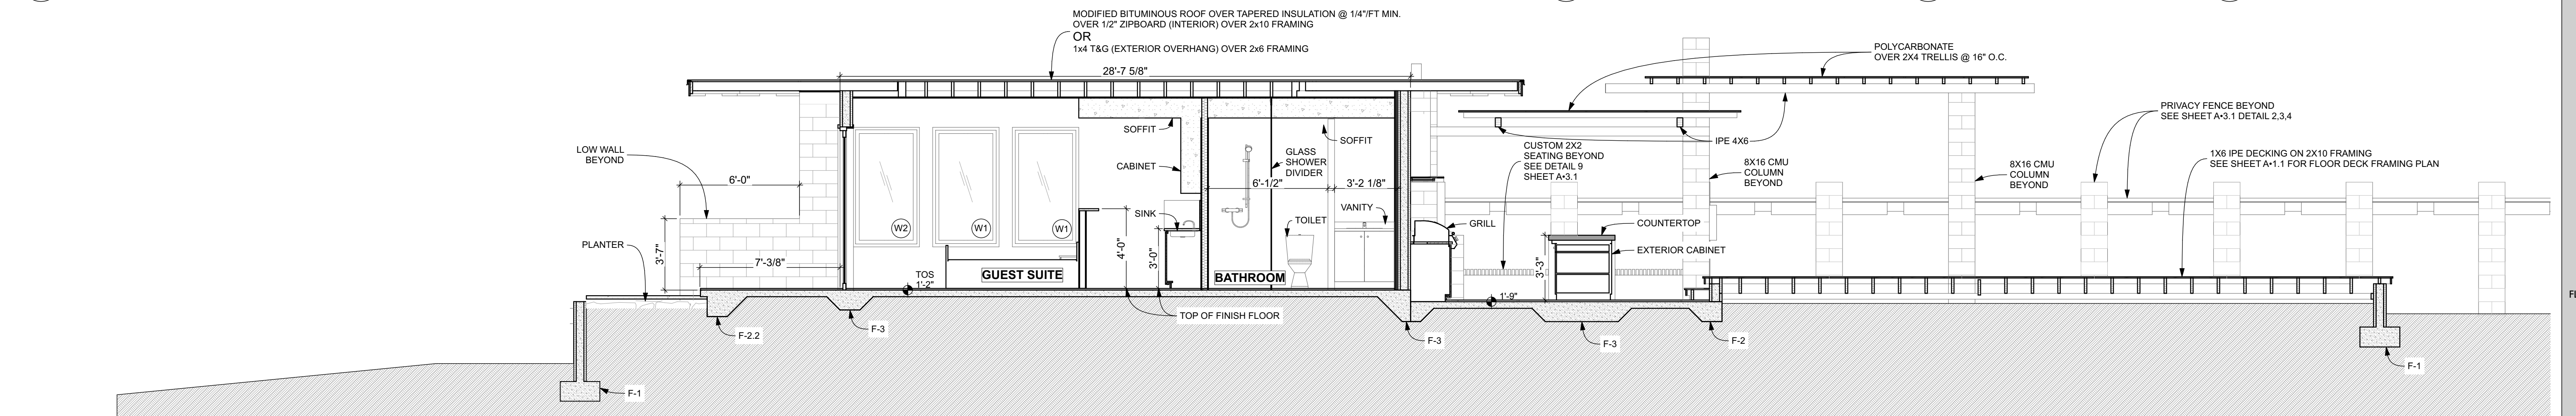 MODIFIED BITUMINOUS ROOF OVER TAPERED INSULATION @ 1/4"/FT MIN.
OVER 1/2" ZIPBOARD (INTERIOR) OVER 2x10 FRAMING
OR
1x4 T&G (EXTERIOR OVERHANG) OVER 2x6 FRAMING
28'-7 5/8"
POLYCARBONATE
OVER 2X4 TRELLIS @ 16" O.C.
PRIVACY FENCE BEYOND
SEE SHEET A•3.1 DETAIL 2,3,4
SOFFIT
SOFFIT
IPE 4X6
LOW WALL
BEYOND
CABINET
GLASS
SHOWER
DIVIDER
CUSTOM 2X2
SEATING BEYOND
SEE DETAIL 9
SHEET A•3.1
8X16 CMU
COLUMN
BEYOND
8X16 CMU
COLUMN
BEYOND
1X6 IPE DECKING ON 2X10 FRAMING
SEE SHEET A•1.1 FOR FLOOR DECK FRAMING PLAN
6'-0"
6'-1/2"
3'-2 1/8"
SINK
TOILET
VANITY
GRILL
COUNTERTOP
W2
W1
W1
PLANTER
3'-7"
7'-3/8"
4'-0"
3'-0"
3'-3"
EXTERIOR CABINET
TOS
1'-2"
GUEST SUITE
BATHROOM
1'-9"
TOP OF FINISH FLOOR
F-2.2
F-3
F-3
F-3
F-2
F-1
F-1